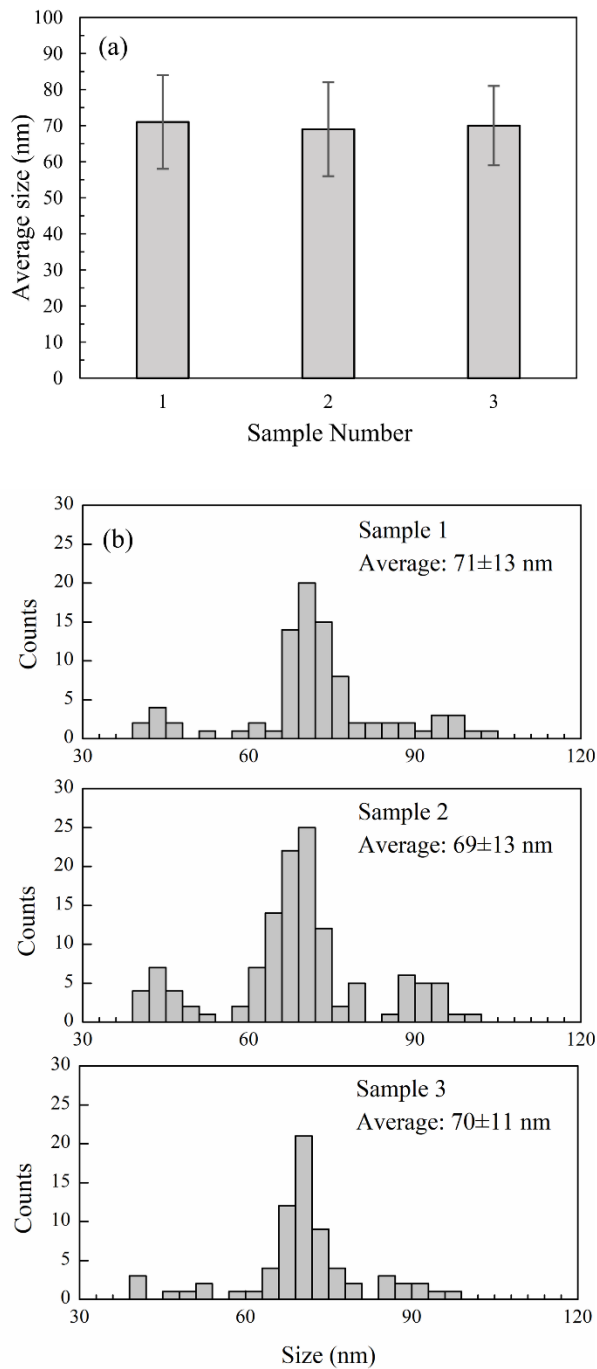 (a)
100
90
80
70
60
50
40
30
20
10
0
Average size (nm)
1 2 3
Sample Number
(b)
Sample 1
Average: 71±13 nm
30
25
20
15
10
5
0
Counts
30 60 90 120
Sample 2
Average: 69±13 nm
30
25
20
15
10
5
0
Counts
30 60 90 120
Sample 3
Average: 70±11 nm
30
25
20
15
10
5
0
Counts
30 60 90 120
Size (nm)